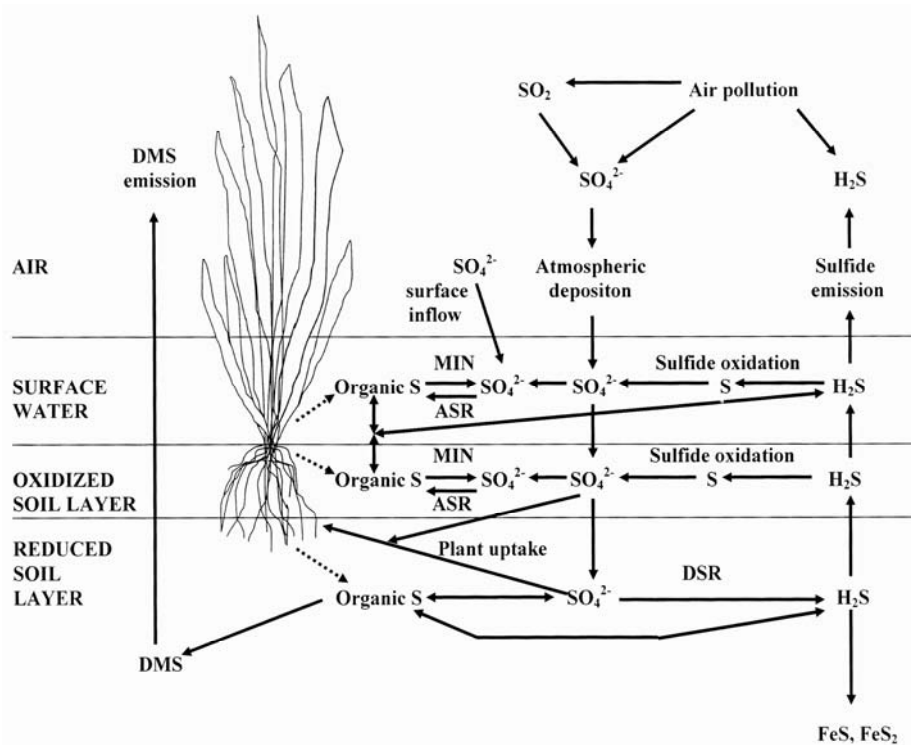 SO₂
Air pollution
DMS
emission
SO₄²⁻
H₂S
AIR
SO₄²⁻
surface
inflow
Atmospheric
depositon
Sulfide
emission
SURFACE
WATER
Organic S
MIN
ASR
SO₄²⁻
SO₄²⁻
Sulfide oxidation
S
H₂S
OXIDIZED
SOIL LAYER
Organic S
MIN
ASR
SO₄²⁻
SO₄²⁻
Sulfide oxidation
S
H₂S
REDUCED
SOIL
LAYER
Plant uptake
Organic S
SO₄²⁻
DSR
H₂S
DMS
FeS, FeS₂